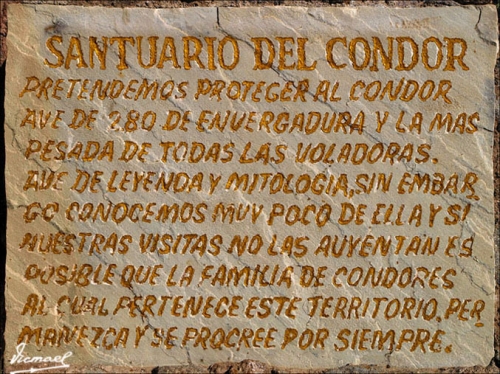 SANTUARIO DEL CONDOR
PRETENDEMOS PROTEGER AL CONDOR
AVE DE 2.80 DE ENVERGADURA Y LA MAS
PESADA DE TODAS LAS VOLADORAS.
AVE DE LEYENDA Y MITOLOGIA, SIN EMBAR
GO CONOCEMOS MUY POCO DE ELLA Y SI
NUESTRAS VISITAS NO LAS AUYENTAN ES
POSIBLE QUE LA FAMILIA DE CONDORES
AL CUAL PERTENECE ESTE TERRITORIO, PER
MANEZCA Y SE PROCREE POR SIEMPRE.
Vicmael